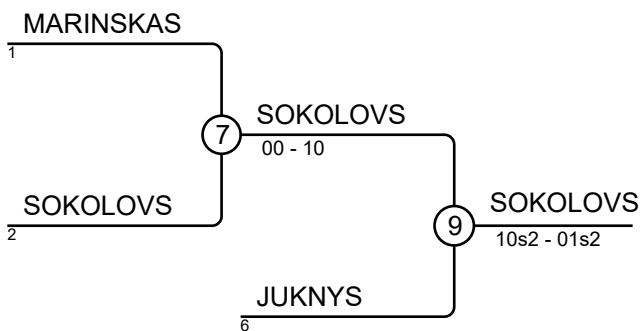 MARINSKAS
1
7
SOKOLOVS
00 - 10
SOKOLOVS
2
9
SOKOLOVS
10s2 - 01s2
JUKNYS
6